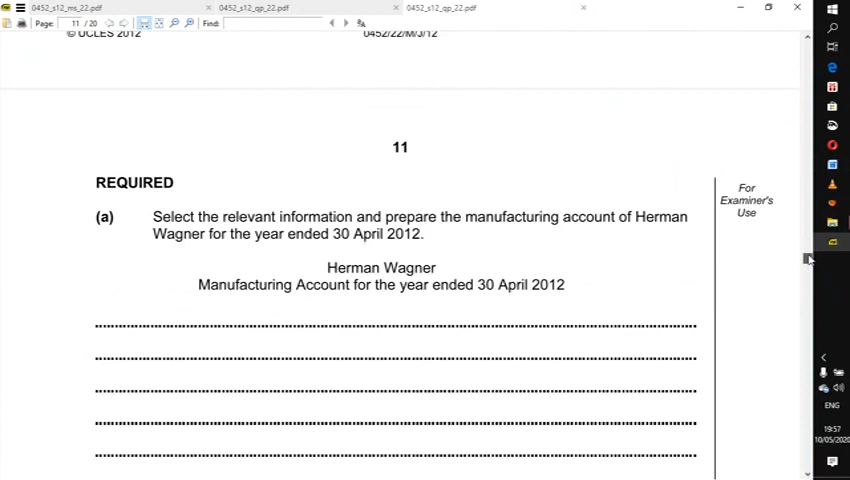 0452_s12_ms_22.pdf
0452_s12_qp_22.pdf
0452_s12_qp_22.pdf
Page: 11 / 20
Find:
© UCLES 2012
0452/22/M/J/12
11
REQUIRED
For
Examiner's
Use
(a) Select the relevant information and prepare the manufacturing account of Herman
Wagner for the year ended 30 April 2012.
Herman Wagner
Manufacturing Account for the year ended 30 April 2012
ENG
19:57
10/05/2020